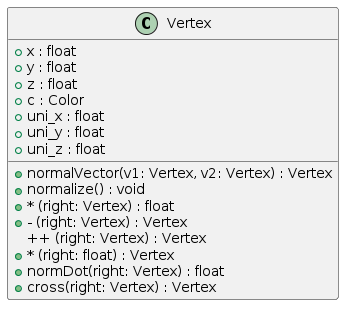 C Vertex
x : float
y : float
z : float
c : Color
uni_x : float
uni_y : float
uni_z : float
normalVector(v1: Vertex, v2: Vertex) : Vertex
normalize() : void
* (right: Vertex) : float
- (right: Vertex) : Vertex
++ (right: Vertex) : Vertex
* (right: float) : Vertex
normDot(right: Vertex) : float
cross(right: Vertex) : Vertex